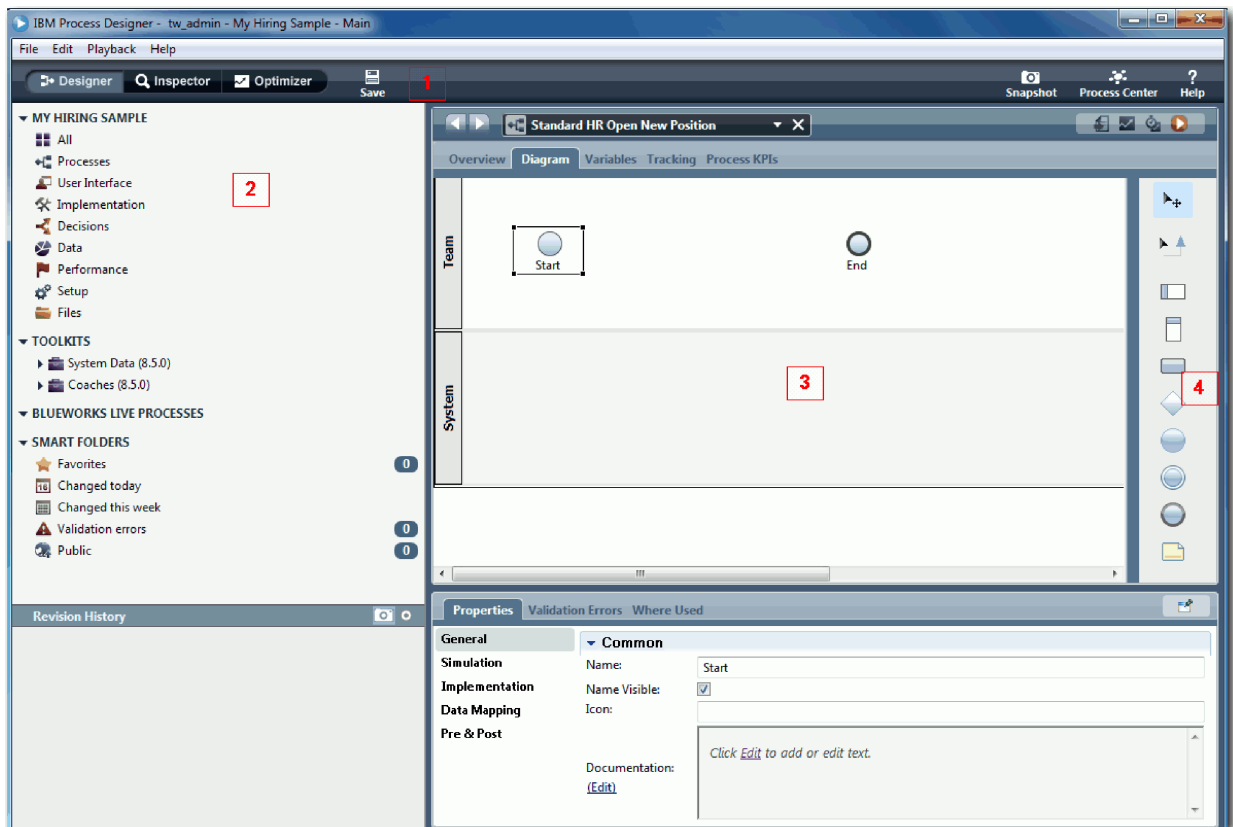 IBM Process Designer - tw_admin - My Hiring Sample - Main
File Edit Playback Help
Designer Inspector Optimizer Save 1 Snapshot Process Center Help
MY HIRING SAMPLE
All
Processes
User Interface
2
Implementation
Decisions
Data
Performance
Setup
Files
TOOLKITS
System Data (8.5.0)
Coaches (8.5.0)
BLUEWORKS LIVE PROCESSES
SMART FOLDERS
Favorites 0
16 Changed today
Changed this week
Validation errors 0
Public 0
Revision History
Standard HR Open New Position
Overview Diagram Variables Tracking Process KPIs
Team
Start
End
System
3
4
Properties Validation Errors Where Used
General
Simulation
Implementation
Data Mapping
Pre & Post
Common
Name: Start
Name Visible:
Icon:
Documentation:
(Edit)
Click Edit to add or edit text.